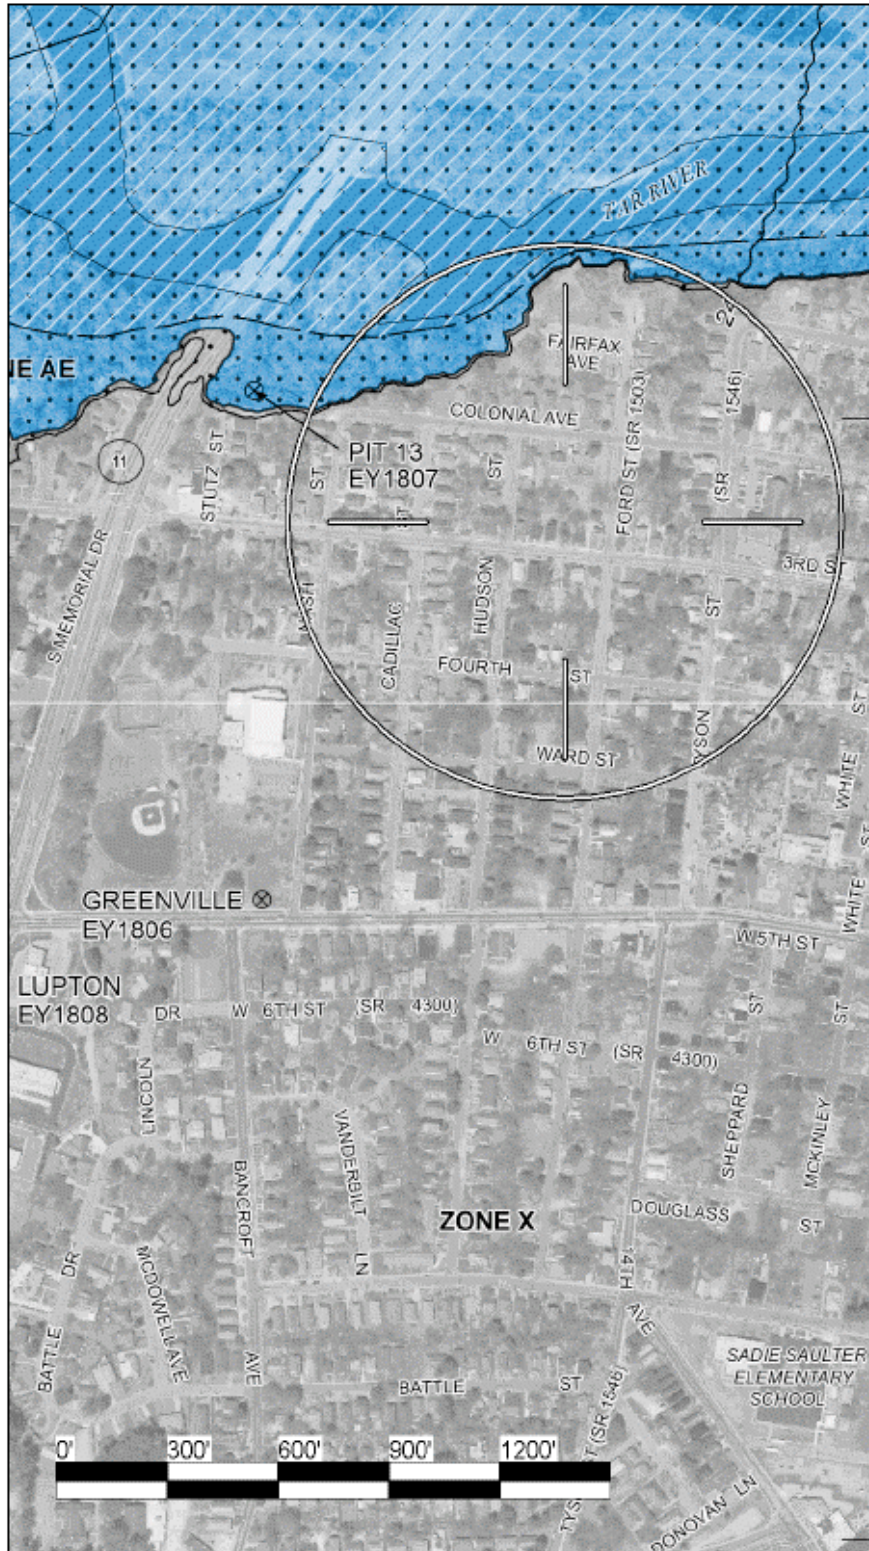 TAR RIVER
FAIRFAX
AVE
NE AE
COLONIAL AVE
PIT 13
EY1807
11
STUTZ ST
ST
ST
ST
FORD ST (SR 1503)
(SR 1546)
S MEMORIAL DR
3RD ST
CADILLAC
HUDSON
ST
FOURTH
ST
WARD ST
YSON
ST
WHITE
ST
WHITE
GREENVILLE
EY1806
W 5TH ST
LUPTON
EY1808
DR
W 6TH ST (SR 4300)
W 6TH ST (SR 4300)
ST
ST
LINCOLN
VANDERBILT
LN
BANCROFT
AVE
SHEPPARD
MCKINLEY
ZONE X
DOUGLASS
ST
14TH
AVE
DR
BATTLE
MCDOWELL AVE
BATTLE ST
SADIE SAULTER
ELEMENTARY
SCHOOL
0' 300' 600' 900' 1200'
ST (SR 1546)
DONOVAN LN